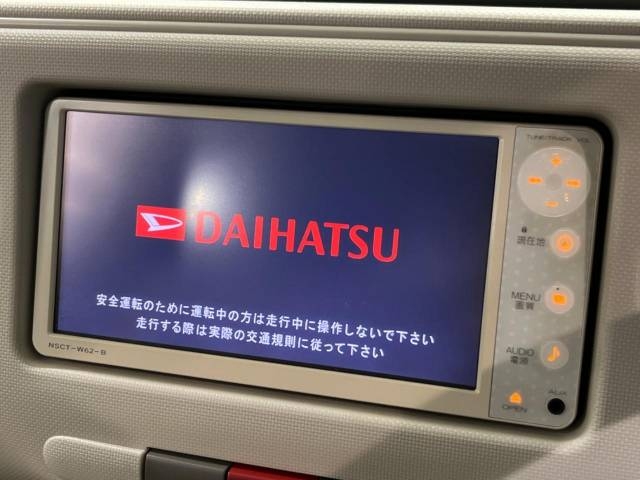 TUNE/TRACK VOL
DAIHATSU
現在地
MENU
画質
安全運転のために運転中の方は走行中に操作しないで下さい
走行する際は実際の交通規則に従って下さい
AUDIO
電源
NSCT-W62-B
OPEN
AUX